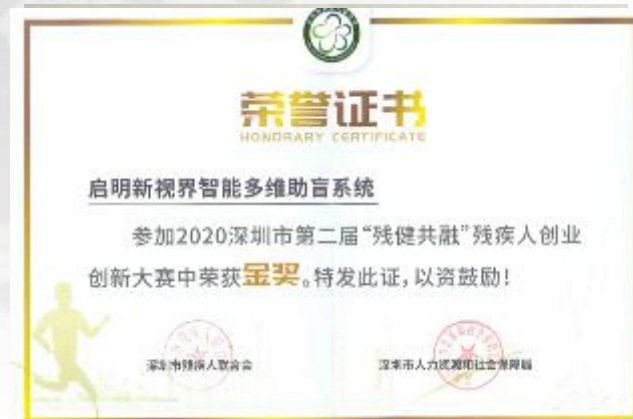 荣誉证书
HONORARY CERTIFICATE
启明新视界智能多维助盲系统
参加2020深圳市第二届“残健共融”残疾人创业
创新大赛中荣获金奖。特发此证，以资鼓励！
深圳市残疾人联合会
深圳市人力资源和社会保障局